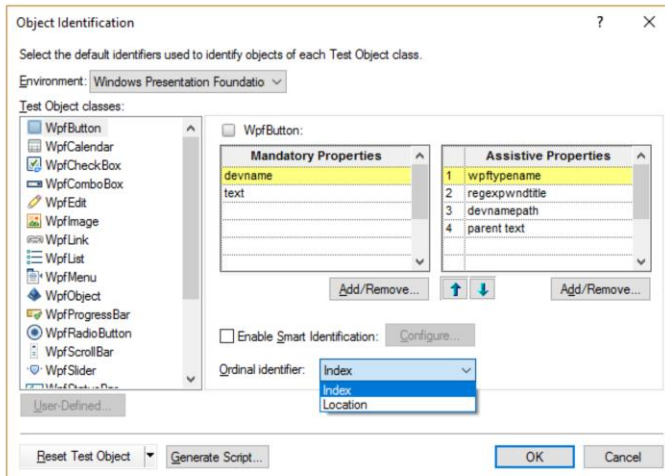 Object Identification
? ×
Select the default identifiers used to identify objects of each Test Object class.
Environment: Windows Presentation Foundatio
Test Object classes:
WpfButton
WpfCalendar
WpfCheckBox
WpfComboBox
WpfEdit
WpfImage
WpfLink
WpfList
WpfMenu
WpfObject
WpfProgressBar
WpfRadioButton
WpfScrollBar
WpfSlider
WpfStatusBar
User-Defined...
WpfButton:
Mandatory Properties
devname
text
Add/Remove...
Assistive Properties
1 wpftypename
2 regexpwndtitle
3 devnamepath
4 parent text
Add/Remove...
Enable Smart Identification: Configure...
Ordinal identifier: Index
Index
Location
Reset Test Object
Generate Script...
OK
Cancel